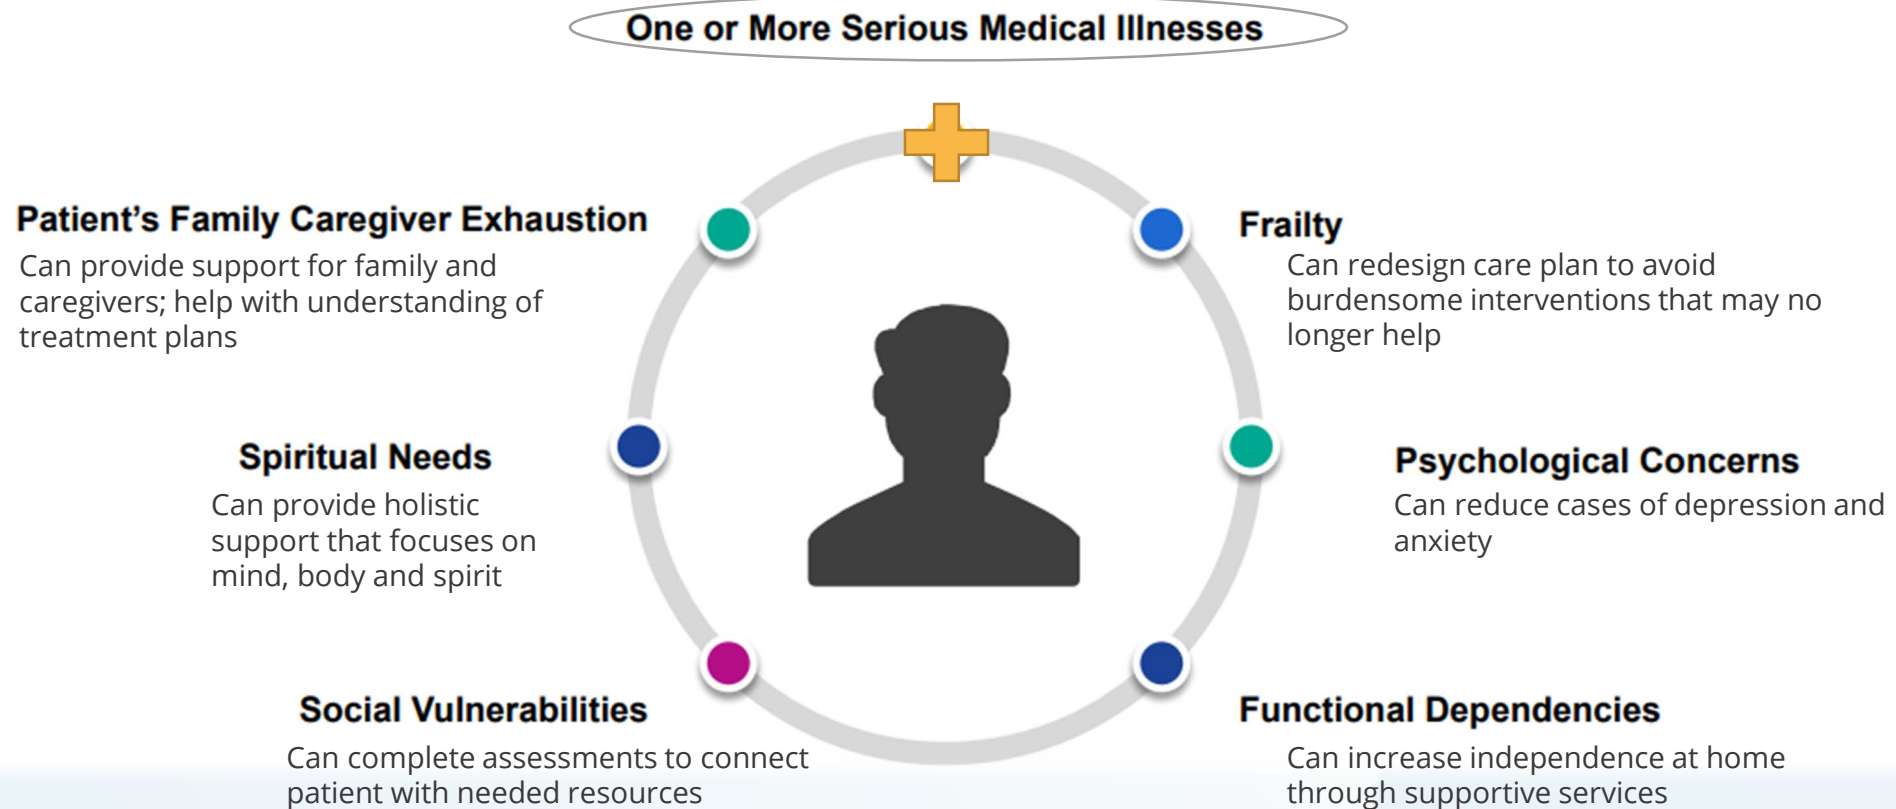 One or More Serious Medical Illnesses
Patient's Family Caregiver Exhaustion
Can provide support for family and
caregivers; help with understanding of
treatment plans
Frailty
Can redesign care plan to avoid
burdensome interventions that may no
longer help
Spiritual Needs
Can provide holistic
support that focuses on
mind, body and spirit
Psychological Concerns
Can reduce cases of depression and
anxiety
Social Vulnerabilities
Can complete assessments to connect
patient with needed resources
Functional Dependencies
Can increase independence at home
through supportive services